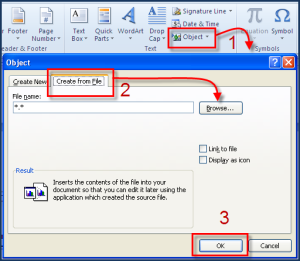 Footer Page Number
Text Box Quick Parts WordArt Drop Cap
Signature Line
Date & Time
Object
Equation Symbol
Header & Footer Text Symbols
1
Object
Create New Create from File
2
File name:
*.*
Browse...
Link to file
Display as icon
Result
Inserts the contents of the file into your
document so that you can edit it later using the
application which created the source file.
3
OK Cancel